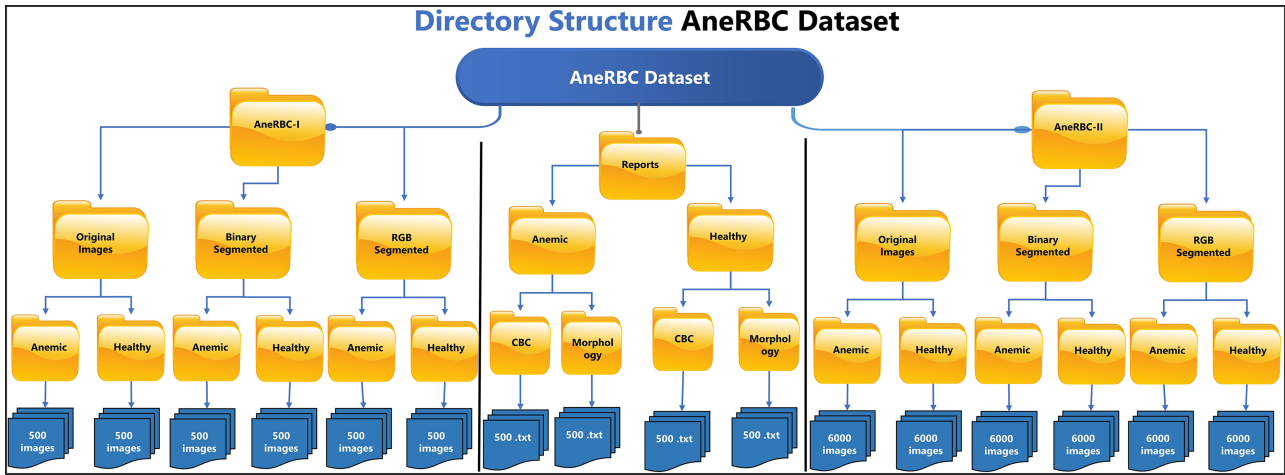 Directory Structure AneRBC Dataset
AneRBC Dataset
AneRBC-I
Reports
AneRBC-II
Original
Images
Binary
Segmented
RGB
Segmented
Anemic
Healthy
Original
Images
Binary
Segmented
RGB
Segmented
Anemic
Healthy
Anemic
Healthy
Anemic
Healthy
CBC
Morphol
ogy
CBC
Morphol
ogy
Anemic
Healthy
Anemic
Healthy
Anemic
Healthy
500
images
500
images
500
images
500
images
500
images
500
images
500 .txt
500 .txt
500 .txt
500 .txt
6000
images
6000
images
6000
images
6000
images
6000
images
6000
images